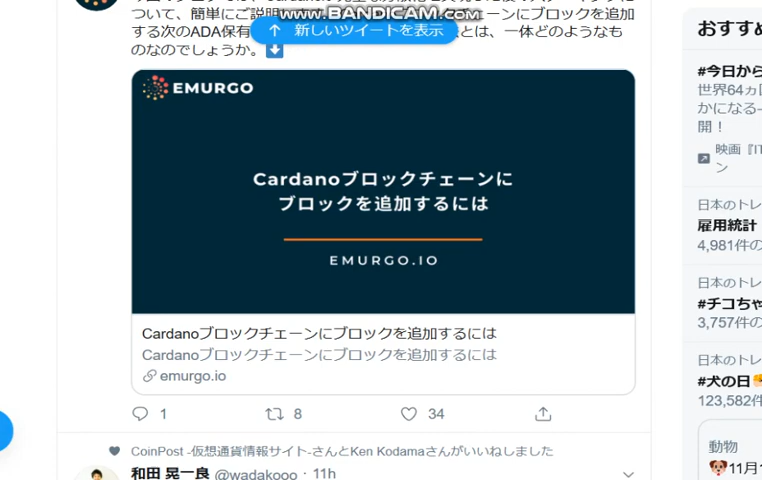 ついて、簡単にご説明
ェーンにブロックを追加
www.BANDICAM.com
する次のADA保有
とは、一体どのようなも
↑ 新しいツイートを表示
のなのでしょうか。⬇
EMURGO
Cardanoブロックチェーンに
ブロックを追加するには
EMURGO.IO
Cardanoブロックチェーンにブロックを追加するには
Cardanoブロックチェーンにブロックを追加するには
emurgo.io
1 8 34
CoinPost -仮想通貨情報サイト-さんとKen Kodamaさんがいいねしました
和田 晃一良 @wadakooo · 11h
おすすめ
#今日から
世界64ヵ国
かになる
開！
映画『IT
ン
日本のトレ
雇用統計
4,981件の
日本のトレ
#チコちゃ
3,757件の
日本のトレ
#犬の日
123,582件
動物
11月1